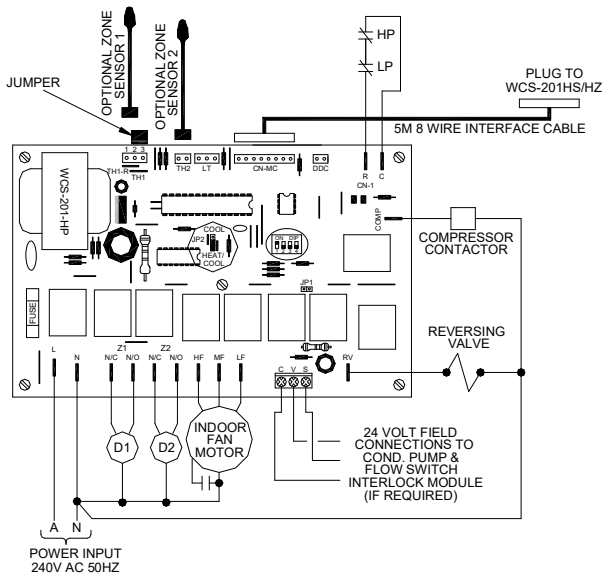 HP
LP
OPTIONAL ZONE
SENSOR 1
OPTIONAL ZONE
SENSOR 2
JUMPER
PLUG TO
WCS-201HS/HZ
5M 8 WIRE INTERFACE CABLE
1 2 3
TH1-R
TH1
TH2
LT
CN-MC
DDC
R
C
CN-1
WCS-201-HP
COMP
COOL
JP2
HEAT/
COOL
ON DIP
1 2 3 4
COMPRESSOR
CONTACTOR
FUSE
JP1
REVERSING
VALVE
L
N
Z1
Z2
N/C
N/O
N/C
N/O
HF
MF
LF
C
V
S
RV
D1
D2
INDOOR
FAN
MOTOR
24 VOLT FIELD
CONNECTIONS TO
COND. PUMP &
FLOW SWITCH
INTERLOCK MODULE
(IF REQUIRED)
A
N
POWER INPUT
240V AC 50HZ